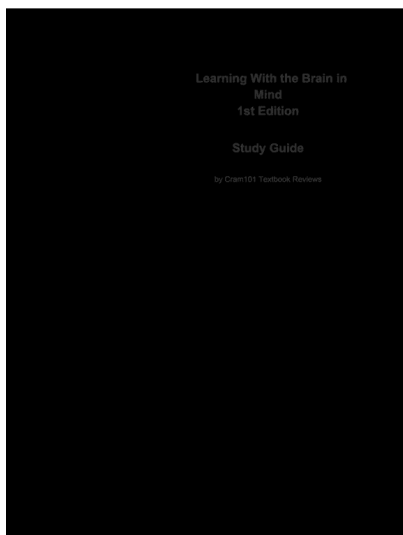 Learning With the Brain in
Mind
1st Edition
Study Guide
by Cram101 Textbook Reviews